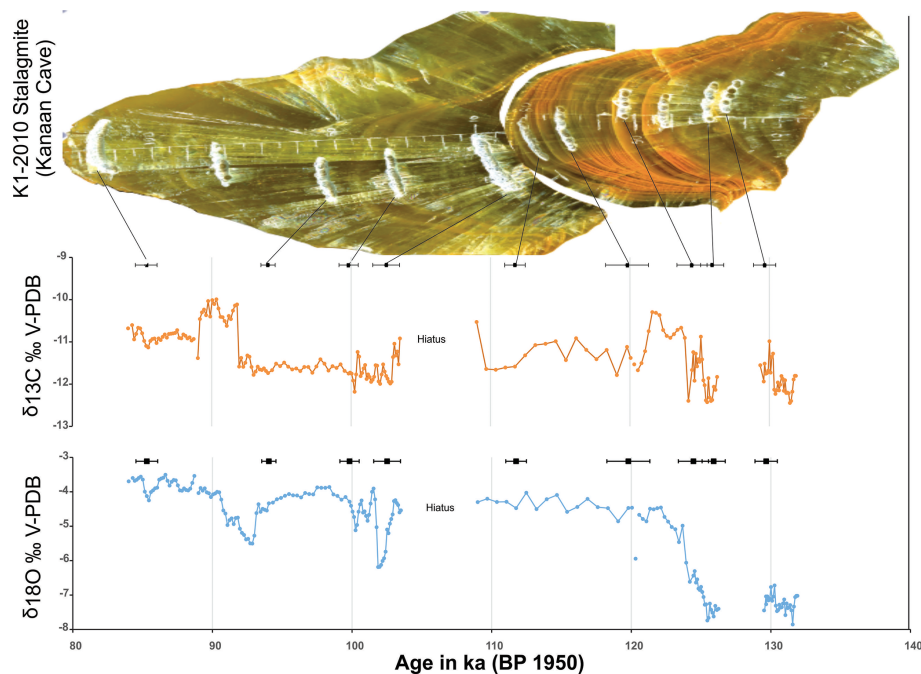 K1-2010 Stalagmite
(Kanaan Cave)
-9
-10
-11
-12
-13
δ13C ‰ V-PDB
Hiatus
-3
-4
-5
-6
-7
-8
δ18O ‰ V-PDB
Hiatus
80
90
100
110
120
130
140
Age in ka (BP 1950)